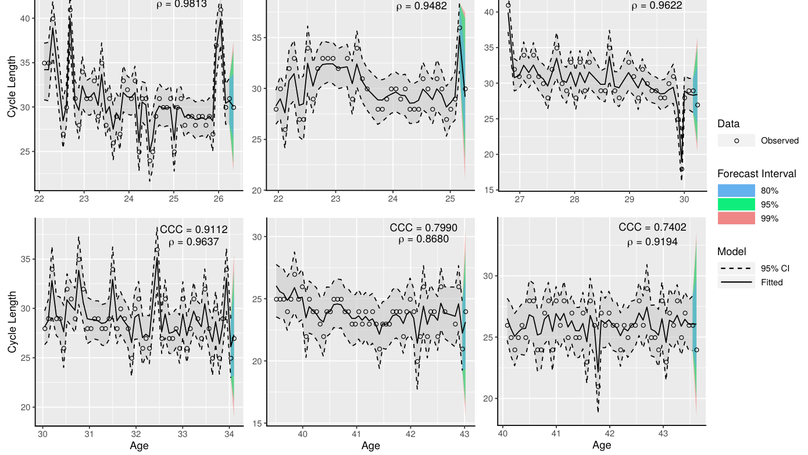 ρ = 0.9813
ρ = 0.9482
ρ = 0.9622
Cycle Length
40
35
30
25
22
23
24
25
26
35
30
25
20
22
23
24
25
40
35
30
25
20
15
27
28
29
30
Data
Observed
Forecast Interval
80%
95%
99%
Model
95% CI
Fitted
CCC = 0.9112
ρ = 0.9637
CCC = 0.7990
ρ = 0.8680
CCC = 0.7402
ρ = 0.9194
Cycle Length
35
30
25
20
30
31
32
33
34
Age
30
25
20
15
40
41
42
43
Age
30
25
20
40
41
42
43
Age